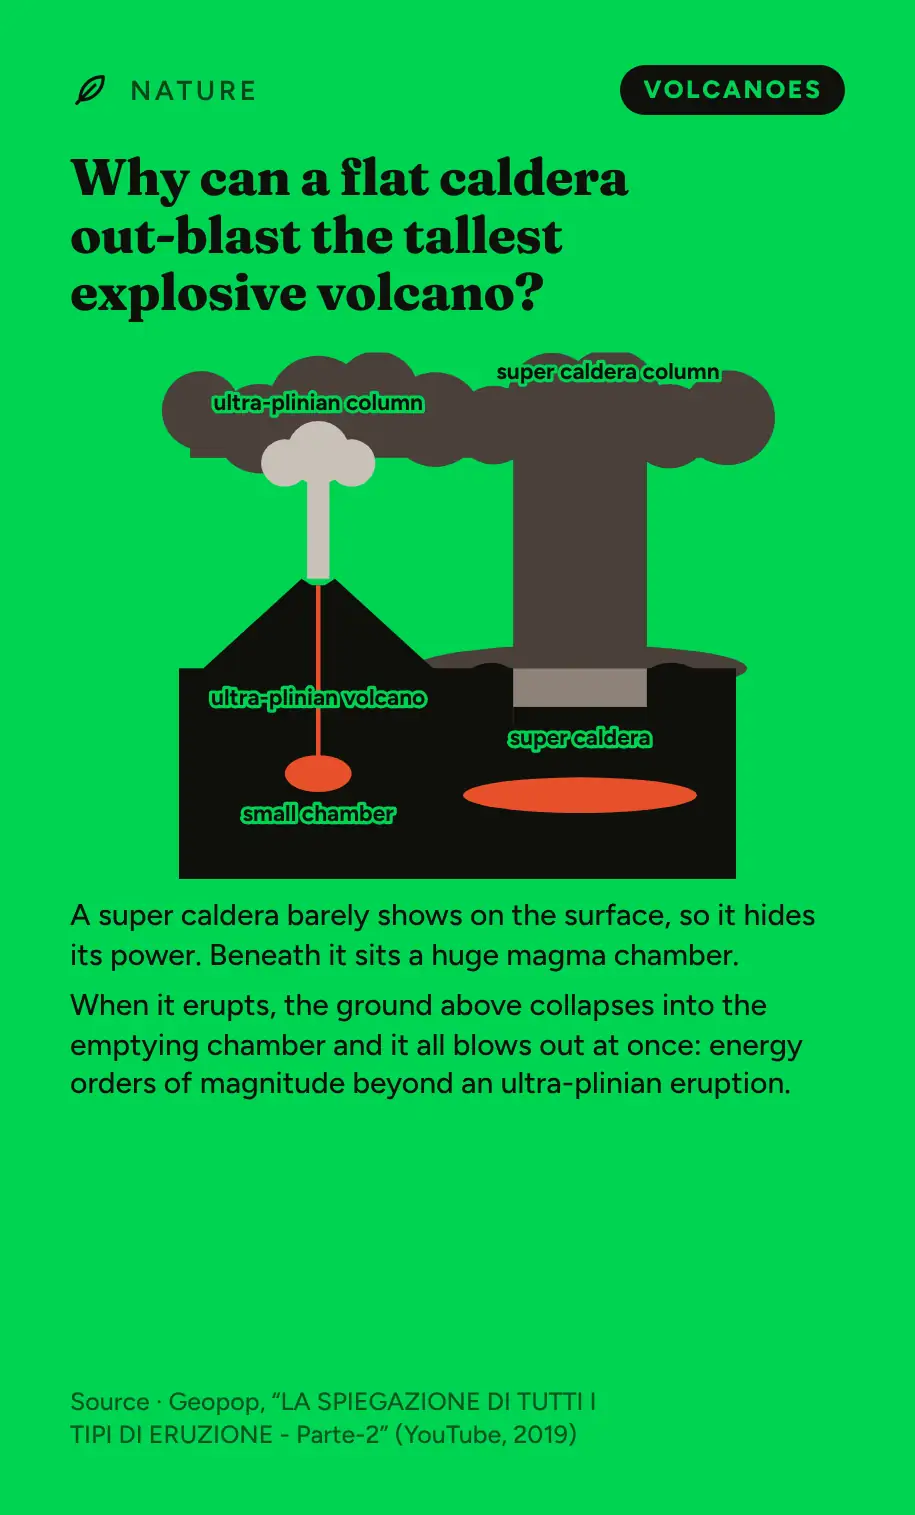 NATURE
VOLCANOES
Why can a flat caldera
out-blast the tallest
explosive volcano?
super caldera column
ultra-plinian column
ultra-plinian volcano
super caldera
small chamber
A super caldera barely shows on the surface, so it hides
its power. Beneath it sits a huge magma chamber.
When it erupts, the ground above collapses into the
emptying chamber and it all blows out at once: energy
orders of magnitude beyond an ultra-plinian eruption.
Source · Geopop, “LA SPIEGAZIONE DI TUTTI I
TIPI DI ERUZIONE - Parte-2” (YouTube, 2019)